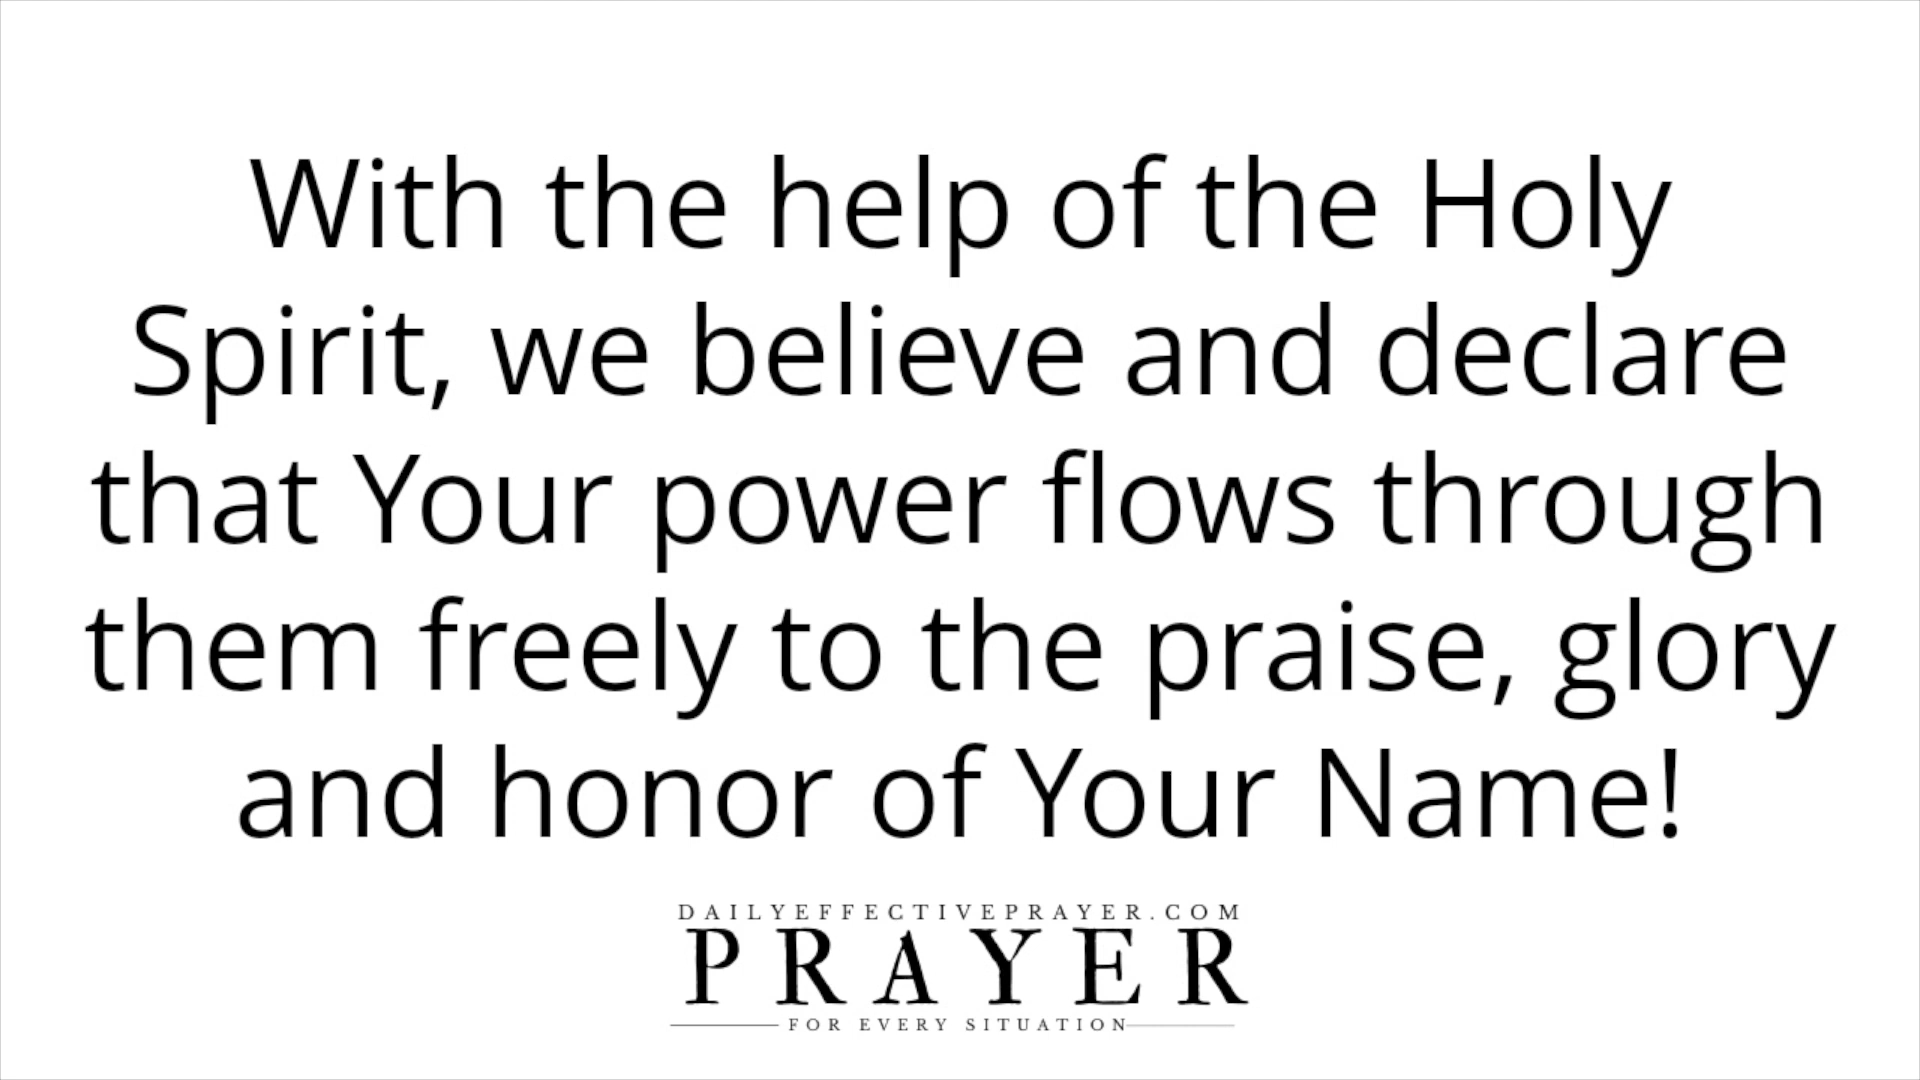 With the help of the Holy
Spirit, we believe and declare
that Your power flows through
them freely to the praise, glory
and honor of Your Name!
DAILYEFFECTIVEPRAYER.COM
PRAYER
FOR EVERY SITUATION